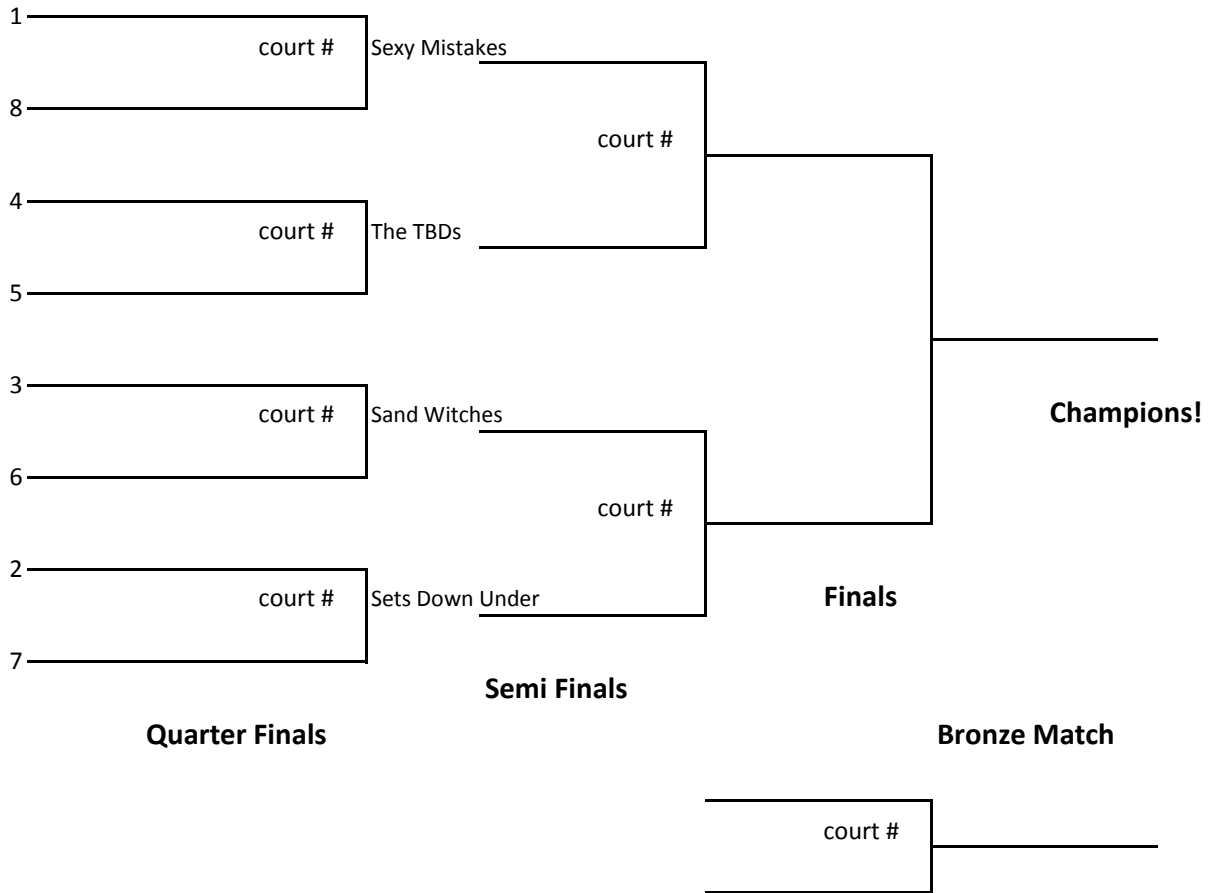 1
court # Sexy Mistakes
8
court #
4
court # The TBDs
5
3
court # Sand Witches
Champions!
6
court #
2
court # Sets Down Under
Finals
7
Semi Finals
Quarter Finals
Bronze Match
court #